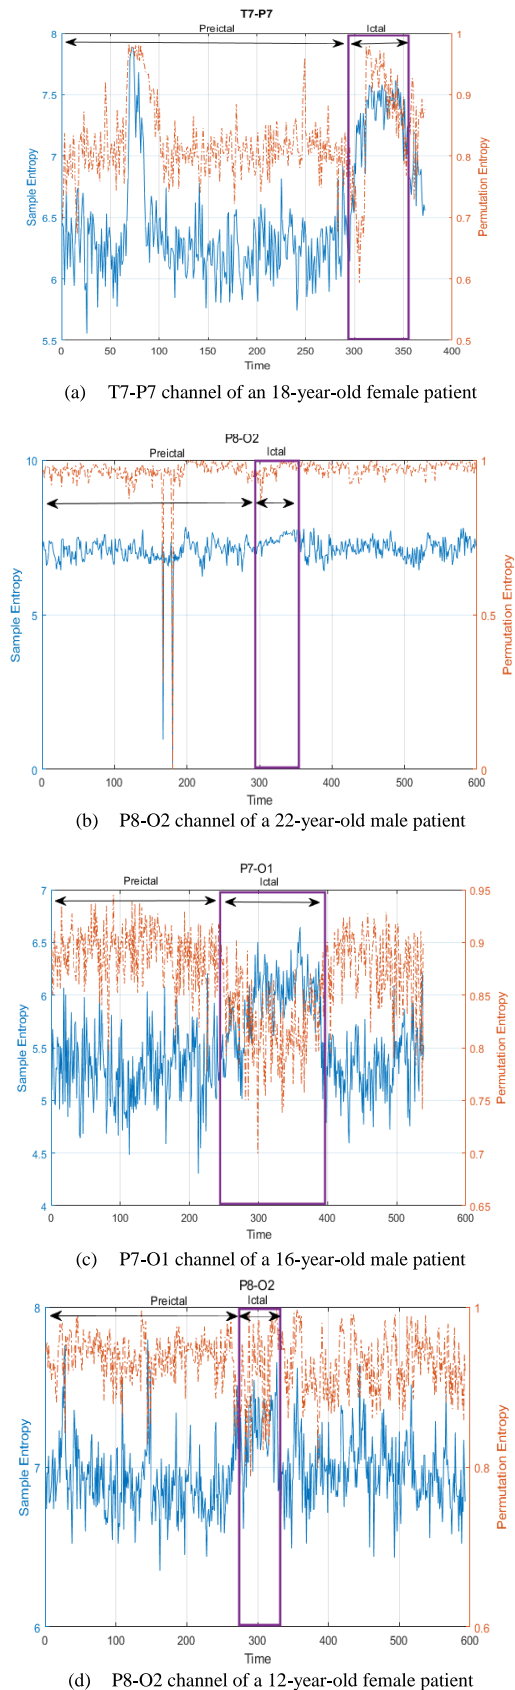 T7-P7
Preictal
Ictal
8
7.5
7
6.5
6
5.5
Sample Entropy
1
0.9
0.8
0.7
0.6
0.5
Permutation Entropy
0 50 100 150 200 250 300 350 400
Time
(a) T7-P7 channel of an 18-year-old female patient
P8-O2
Preictal
Ictal
10
5
0
Sample Entropy
1
0.5
0
Permutation Entropy
0 100 200 300 400 500 600
Time
(b) P8-O2 channel of a 22-year-old male patient
P7-O1
Preictal
Ictal
7
6.5
6
5.5
5
4.5
4
Sample Entropy
0.95
0.9
0.85
0.8
0.75
0.7
0.65
Permutation Entropy
0 100 200 300 400 500 600
Time
(c) P7-O1 channel of a 16-year-old male patient
P8-O2
Preictal
Ictal
8
7
6
Sample Entropy
1
0.8
0.6
Permutation Entropy
0 100 200 300 400 500 600
Time
(d) P8-O2 channel of a 12-year-old female patient